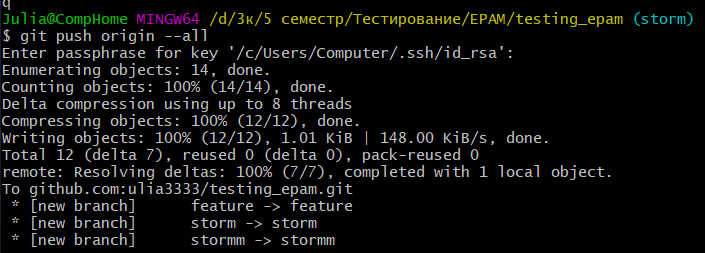 q
Julia@CompHome MINGW64 /d/3к/5 семестр/Тестирование/EPAM/testing_epam (storm)
$ git push origin --all
Enter passphrase for key '/c/Users/Computer/.ssh/id_rsa':
Enumerating objects: 14, done.
Counting objects: 100% (14/14), done.
Delta compression using up to 8 threads
Compressing objects: 100% (12/12), done.
Writing objects: 100% (12/12), 1.01 KiB | 148.00 KiB/s, done.
Total 12 (delta 7), reused 0 (delta 0), pack-reused 0
remote: Resolving deltas: 100% (7/7), completed with 1 local object.
To github.com:ulia3333/testing_epam.git
 * [new branch]      feature -> feature
 * [new branch]      storm -> storm
 * [new branch]      stormm -> stormm